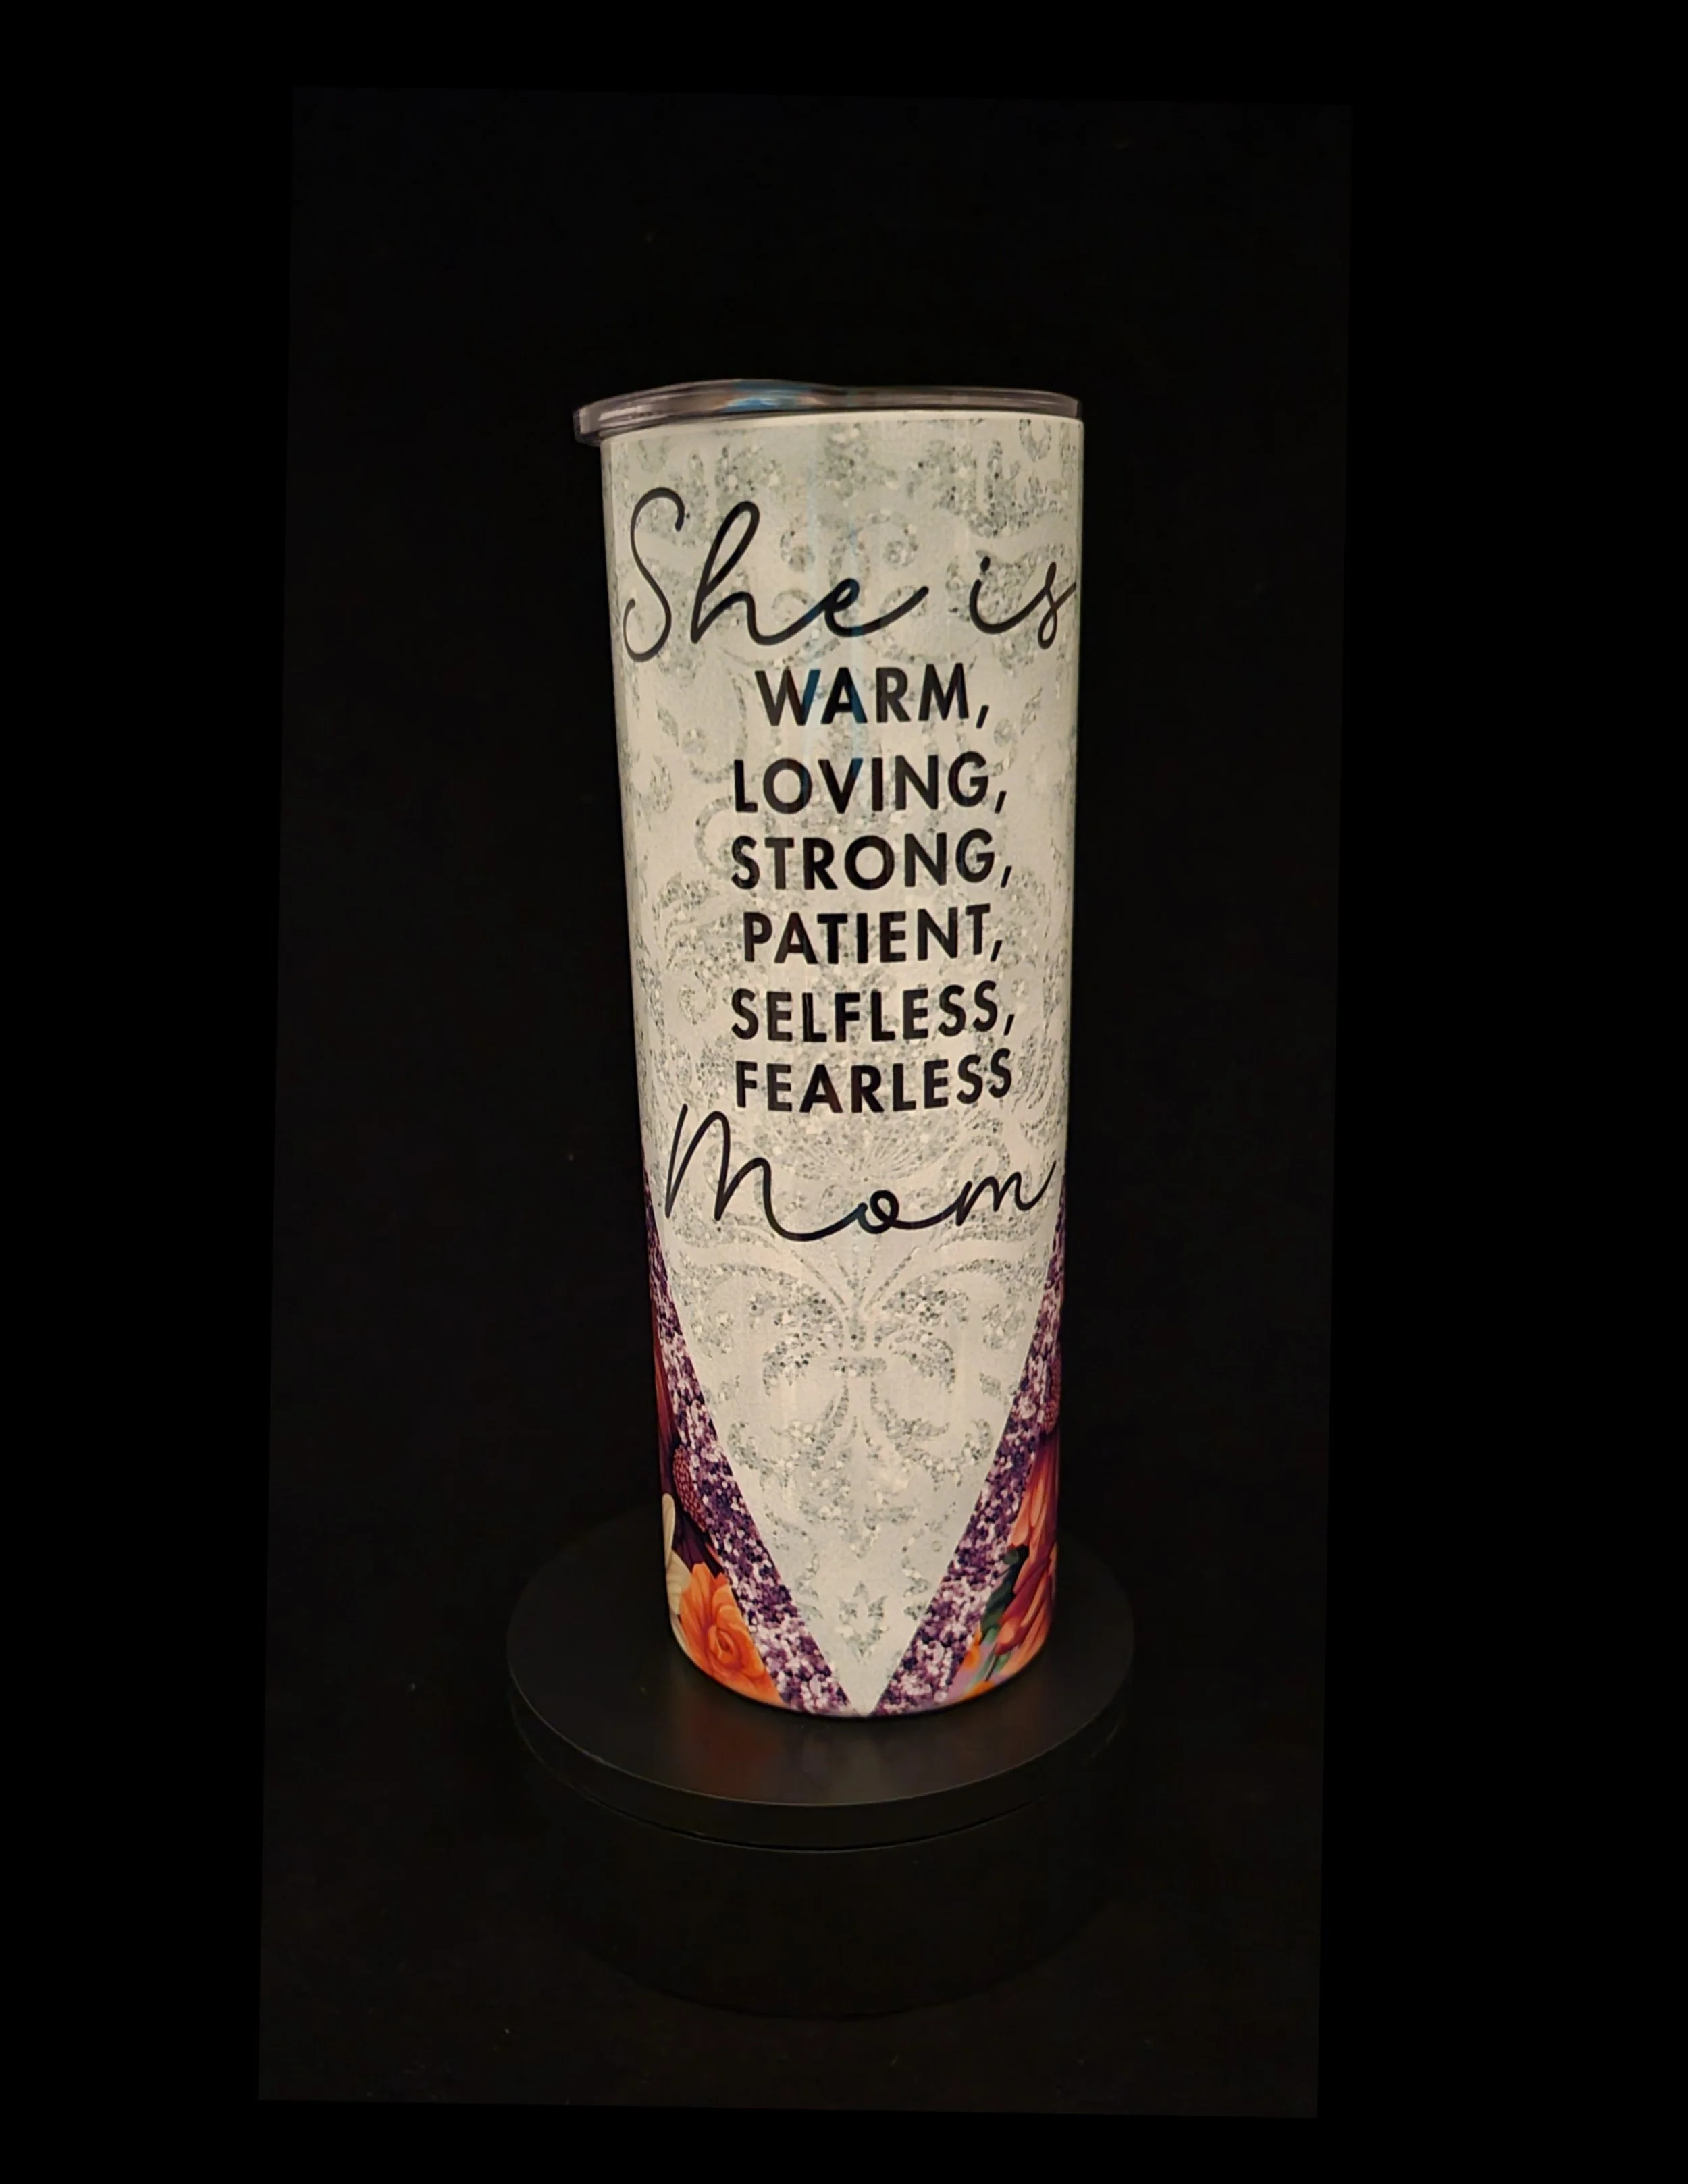 She is
WARM,
LOVING,
STRONG,
PATIENT,
SELFLESS,
FEARLESS
Mom